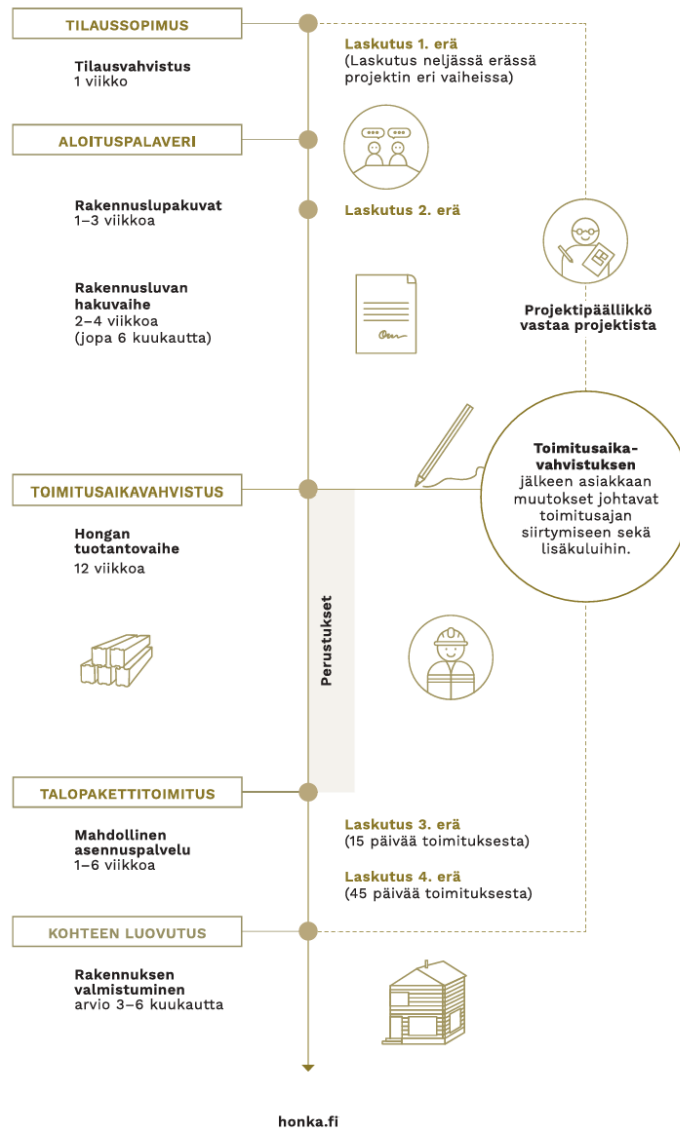 TILAUSSOPIMUS
Tilausvahvistus
1 viikko
Laskutus 1. erä
(Laskutus neljässä erässä
projektin eri vaiheissa)
ALOITUSPALAVERI
Rakennuslupakuvat
1–3 viikkoa
Laskutus 2. erä
Rakennusluvan
hakuvaihe
2–4 viikkoa
(jopa 6 kuukautta)
Projektipäällikkö
vastaa projektista
TOIMITUSAIKAVAHVISTUS
Toimitusaika-
vahvistuksen
jälkeen asiakkaan
muutokset johtavat
toimitusajan
siirtymiseen sekä
lisäkuluihin.
Hongan
tuotantovaihe
12 viikkoa
Perustukset
TALOPAKETTITOIMITUS
Mahdollinen
asennuspalvelu
1–6 viikkoa
Laskutus 3. erä
(15 päivää toimituksesta)
Laskutus 4. erä
(45 päivää toimituksesta)
KOHTEEN LUOVUTUS
Rakennuksen
valmistuminen
arvio 3–6 kuukautta
honka.fi